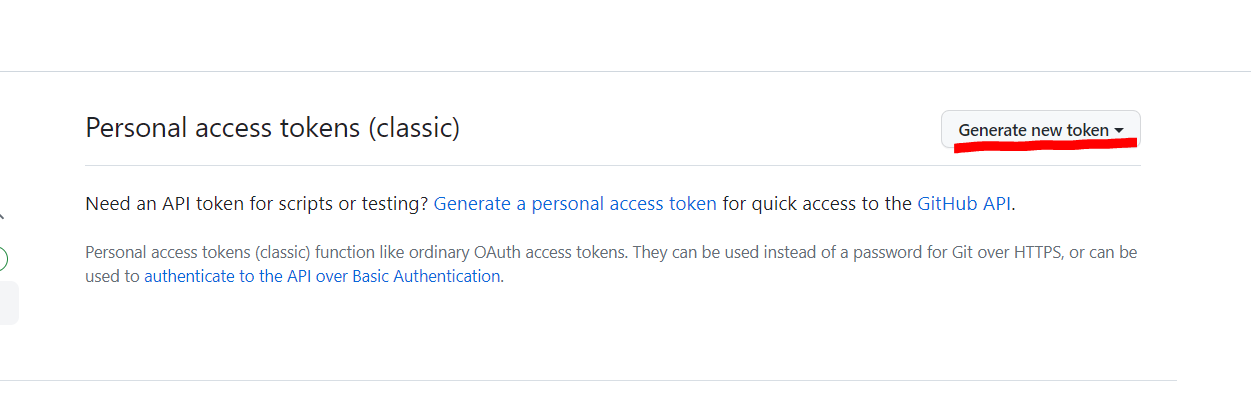 Personal access tokens (classic)
Generate new token
Need an API token for scripts or testing? Generate a personal access token for quick access to the GitHub API.
Personal access tokens (classic) function like ordinary OAuth access tokens. They can be used instead of a password for Git over HTTPS, or can be
used to authenticate to the API over Basic Authentication.